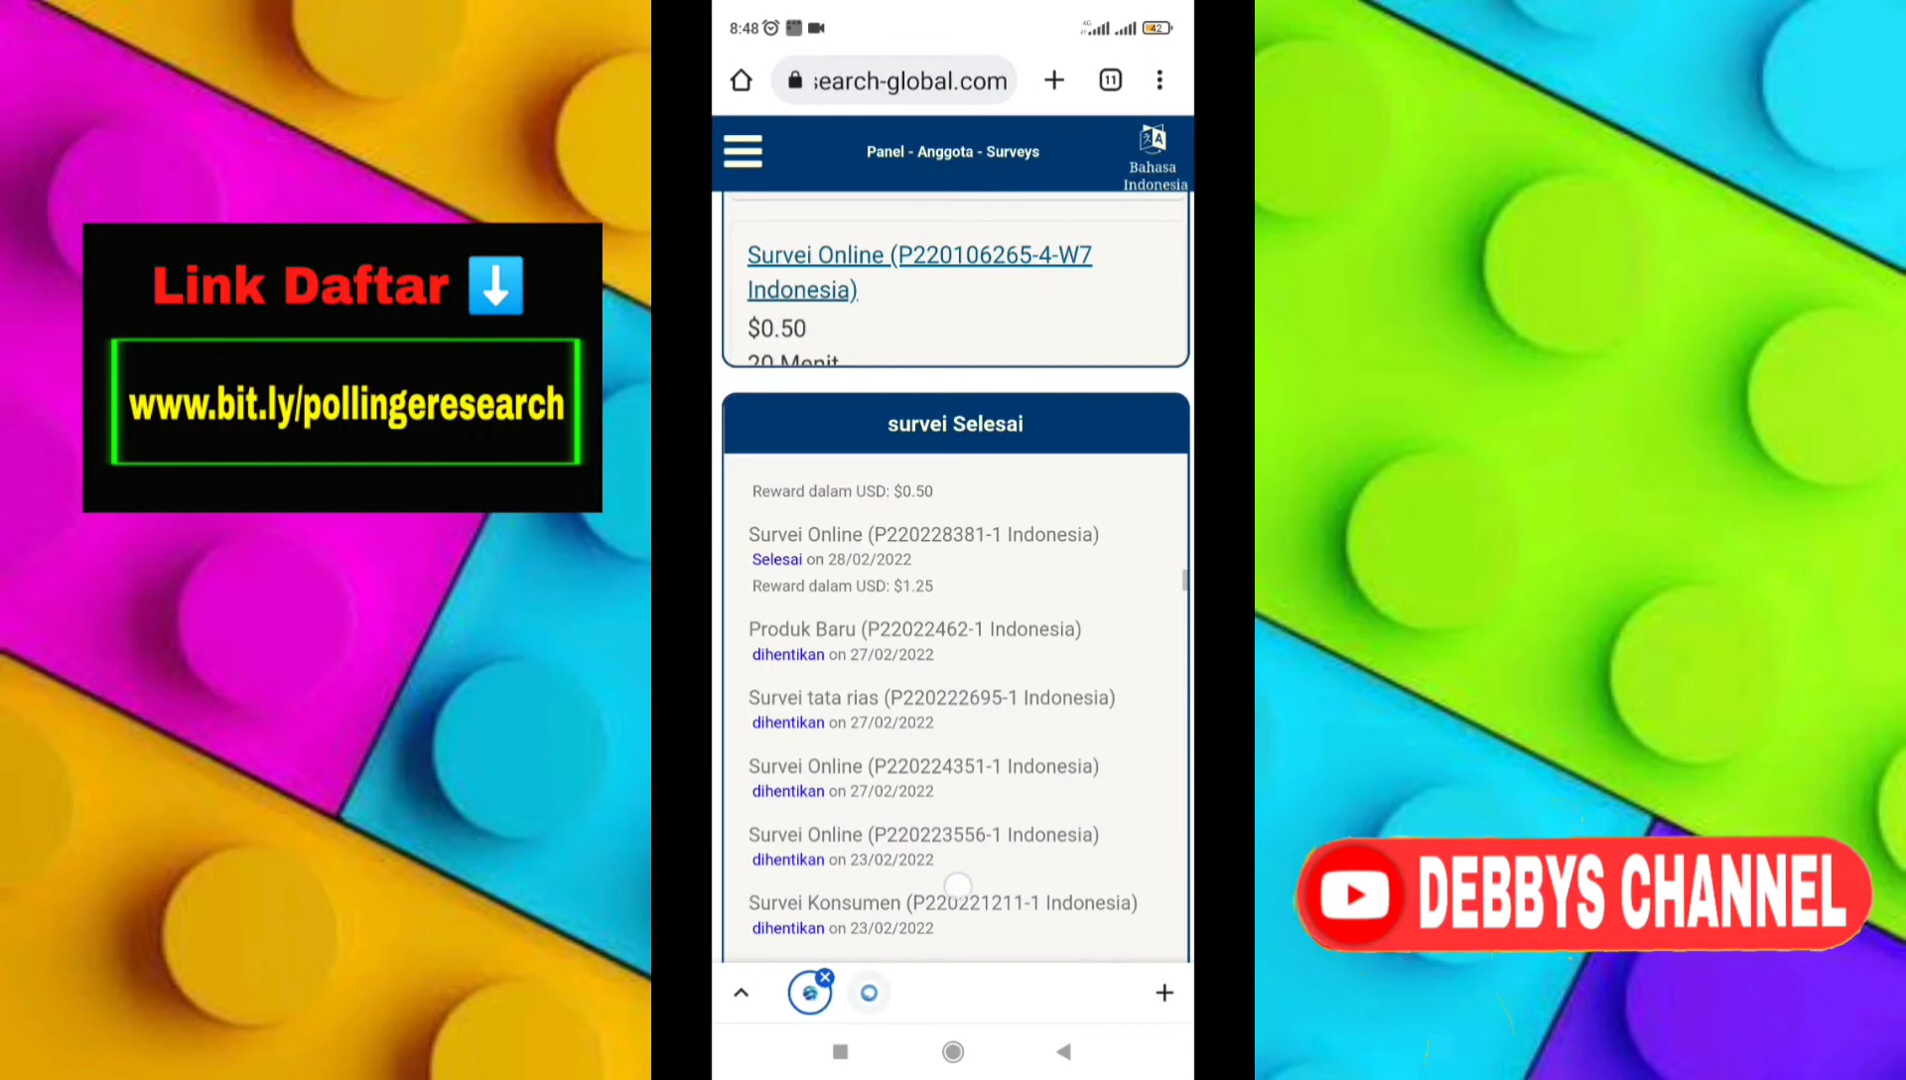 Link Daftar ⬇
www.bit.ly/pollingeresearch
8:48
4G
42
search-global.com
11
Panel - Anggota - Surveys
Bahasa
Indonesia
Survei Online (P220106265-4-W7
Indonesia)
$0.50
20 Menit
survei Selesai
Reward dalam USD: $0.50
Survei Online (P220228381-1 Indonesia)
Selesai on 28/02/2022
Reward dalam USD: $1.25
Produk Baru (P22022462-1 Indonesia)
dihentikan on 27/02/2022
Survei tata rias (P220222695-1 Indonesia)
dihentikan on 27/02/2022
Survei Online (P220224351-1 Indonesia)
dihentikan on 27/02/2022
Survei Online (P220223556-1 Indonesia)
dihentikan on 23/02/2022
Survei Konsumen (P220221211-1 Indonesia)
dihentikan on 23/02/2022
DEBBYS CHANNEL